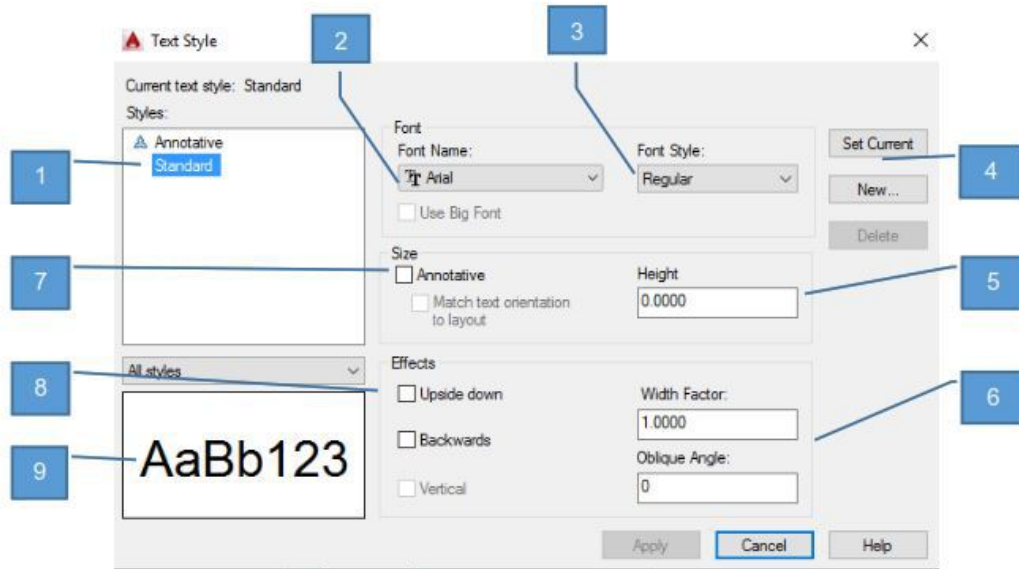 Text Style
2
3
Current text style: Standard
Styles:
Annotative
Standard
1
Font
Font Name:
Arial
Use Big Font
Font Style:
Regular
Set Current
4
New...
Delete
7
Size
Annotative
Match text orientation
to layout
Height
0.0000
5
All styles
8
Effects
Upside down
Backwards
Vertical
Width Factor:
1.0000
6
Oblique Angle:
0
AaBb123
9
Apply
Cancel
Help